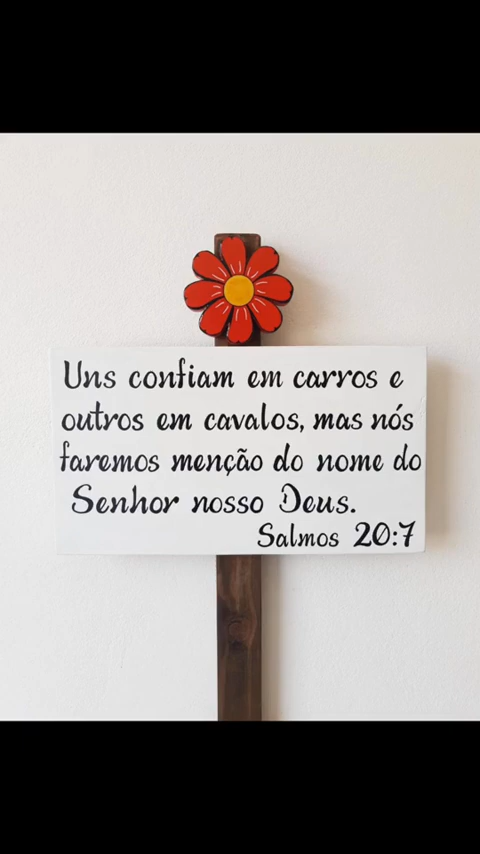 Uns confiam em carros e
outros em cavalos, mas nós
faremos menção do nome do
Senhor nosso Deus.
Salmos 20:7